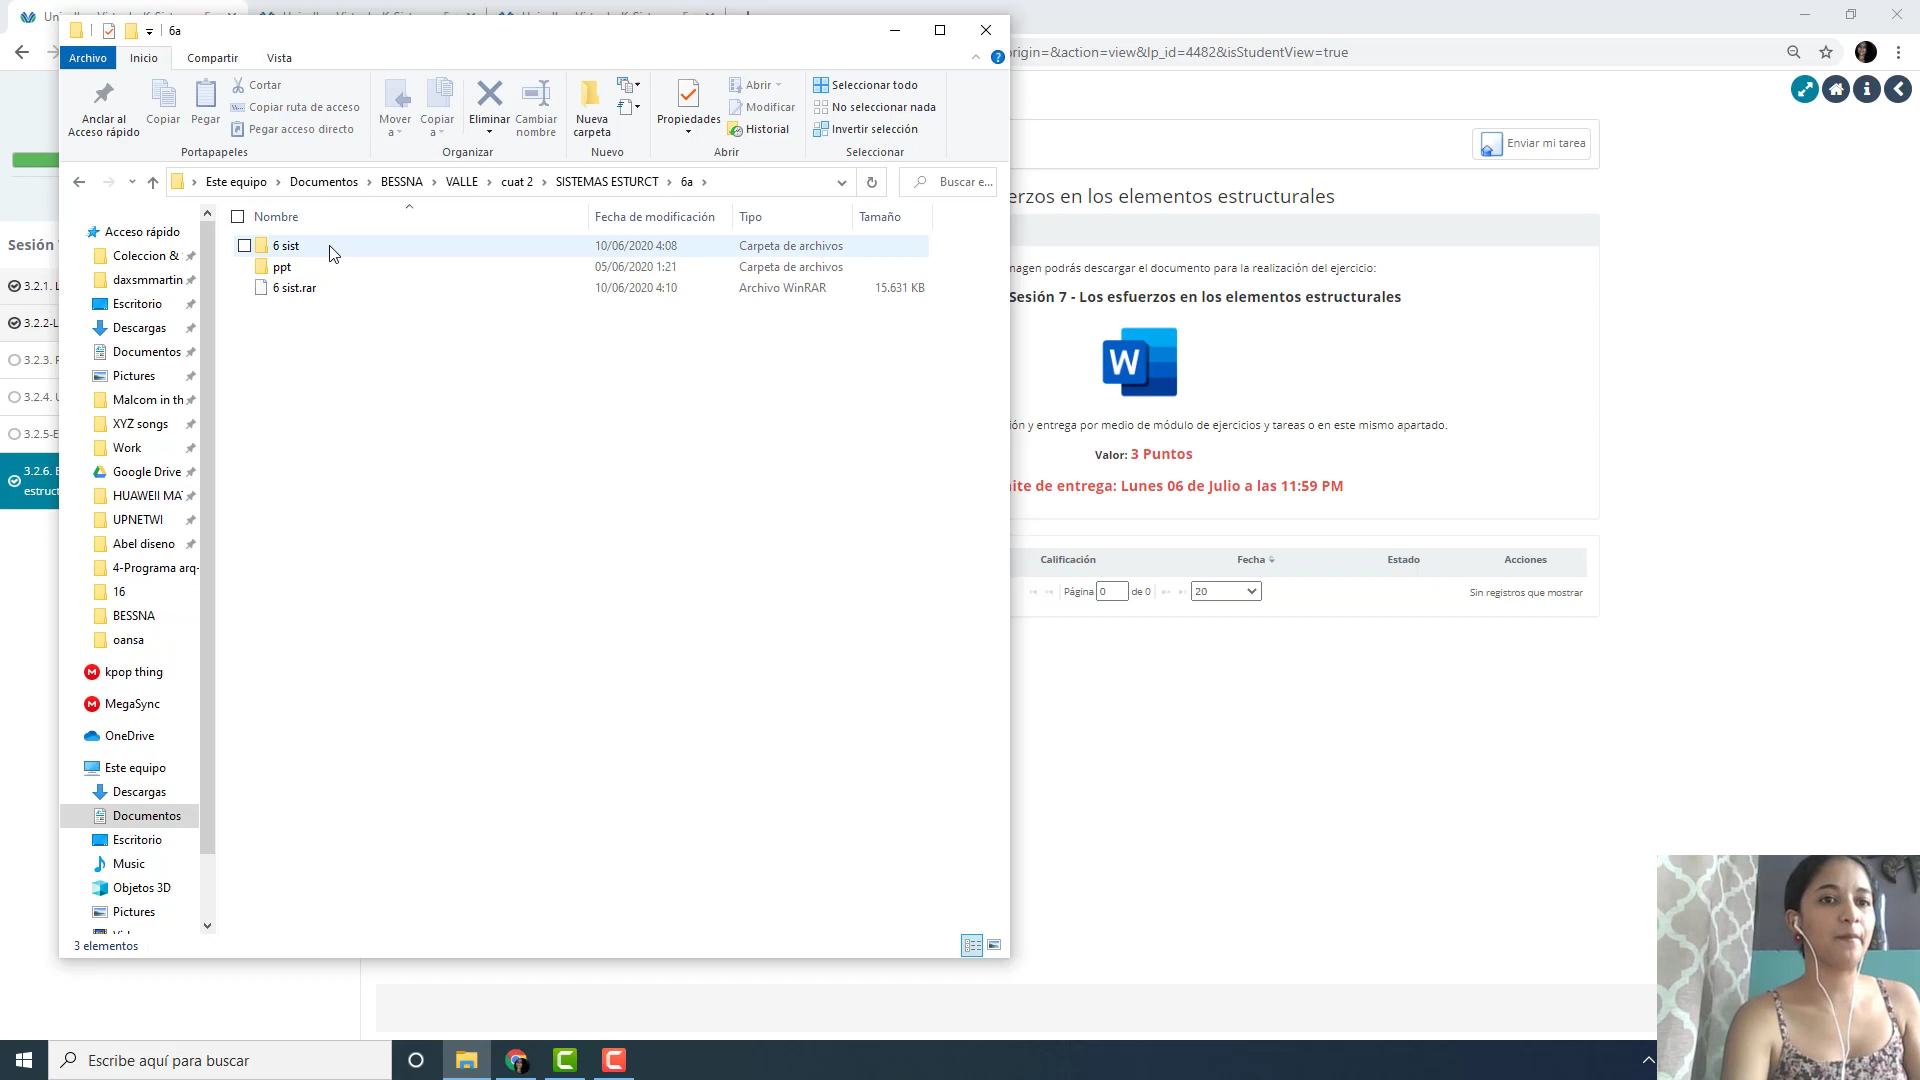 6a
Archivo
Inicio
Compartir
Vista
Anclar al
Acceso rápido
Copiar
Pegar
Cortar
Copiar ruta de acceso
Pegar acceso directo
Portapapeles
Mover
a
Copiar
a
Eliminar
Cambiar
nombre
Organizar
Nueva
carpeta
Nuevo
Propiedades
Abrir
Modificar
Historial
Abrir
Seleccionar todo
No seleccionar nada
Invertir selección
Seleccionar
Este equipo
Documentos
BESSNA
VALLE
cuat 2
SISTEMAS ESTURCT
6a
Buscar e...
Nombre
Fecha de modificación
Tipo
Tamaño
6 sist
10/06/2020 4:08
Carpeta de archivos
ppt
05/06/2020 1:21
Carpeta de archivos
6 sist.rar
10/06/2020 4:10
Archivo WinRAR
15.631 KB
Acceso rápido
Coleccion &
daxsmmartin
Escritorio
Descargas
Documentos
Pictures
Malcom in th
XYZ songs
Work
Google Drive
HUAWEII MA
UPNETWI
Abel diseno
4-Programa arq-
16
BESSNA
oansa
kpop thing
MegaSync
OneDrive
Este equipo
Descargas
Documentos
Escritorio
Music
Objetos 3D
Pictures
3 elementos
Sesión
3.2.1. L
3.2.2-L
3.2.3. F
3.2.4. U
3.2.5-E
3.2.6. E
estruct
origin=&action=view&lp_id=4482&isStudentView=true
Enviar mi tarea
erzos en los elementos estructurales
magen podrás descargar el documento para la realización del ejercicio:
Sesión 7 - Los esfuerzos en los elementos estructurales
W
ión y entrega por medio de módulo de ejercicios y tareas o en este mismo apartado.
Valor: 3 Puntos
ite de entrega: Lunes 06 de Julio a las 11:59 PM
Calificación
Fecha
Estado
Acciones
Página 0 de 0
20
Sin registros que mostrar
Escribe aquí para buscar